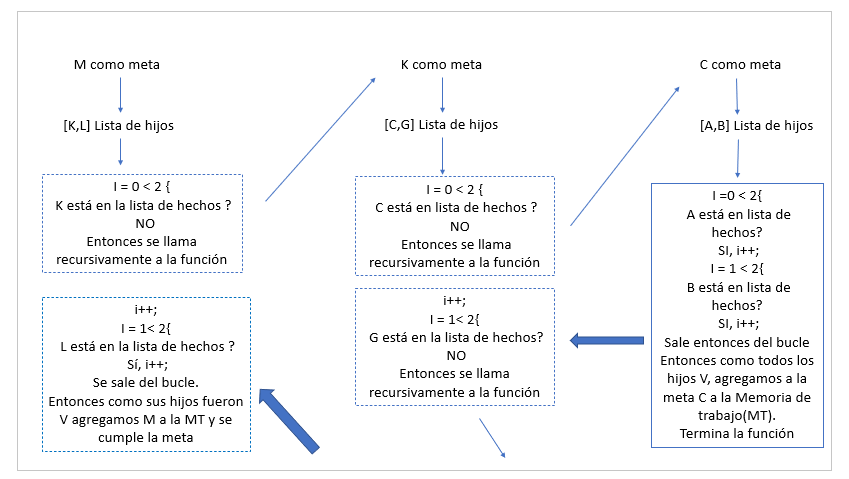 M como meta
[K,L] Lista de hijos
I = 0 < 2 {
K está en la lista de hechos ?
NO
Entonces se llama
recursivamente a la función
i++;
I = 1< 2{
L está en la lista de hechos ?
Sí, i++;
Se sale del bucle.
Entonces como sus hijos fueron
V agregamos M a la MT y se
cumple la meta
K como meta
[C,G] Lista de hijos
I = 0 < 2 {
C está en lista de hechos ?
NO
Entonces se llama
recursivamente a la función
i++;
I = 1< 2{
G está en la lista de hechos?
NO
Entonces se llama
recursivamente a la función
C como meta
[A,B] Lista de hijos
I =0 < 2{
A está en lista de
hechos?
SI, i++;
I = 1 < 2{
B está en lista de
hechos?
SI, i++;
Sale entonces del bucle
Entonces como todos los
hijos V, agregamos a la
meta C a la Memoria de
trabajo(MT).
Termina la función